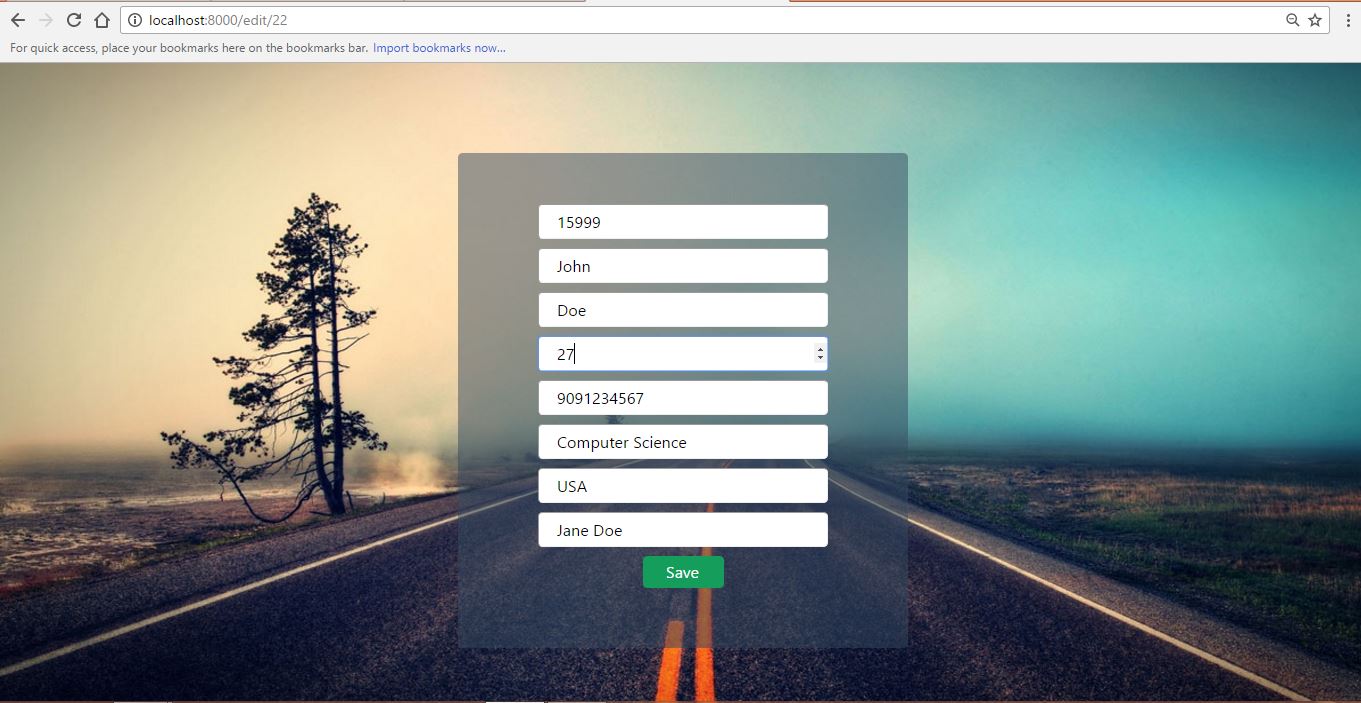 localhost:8000/edit/22
For quick access, place your bookmarks here on the bookmarks bar. Import bookmarks now...
15999
John
Doe
27
9091234567
Computer Science
USA
Jane Doe
Save